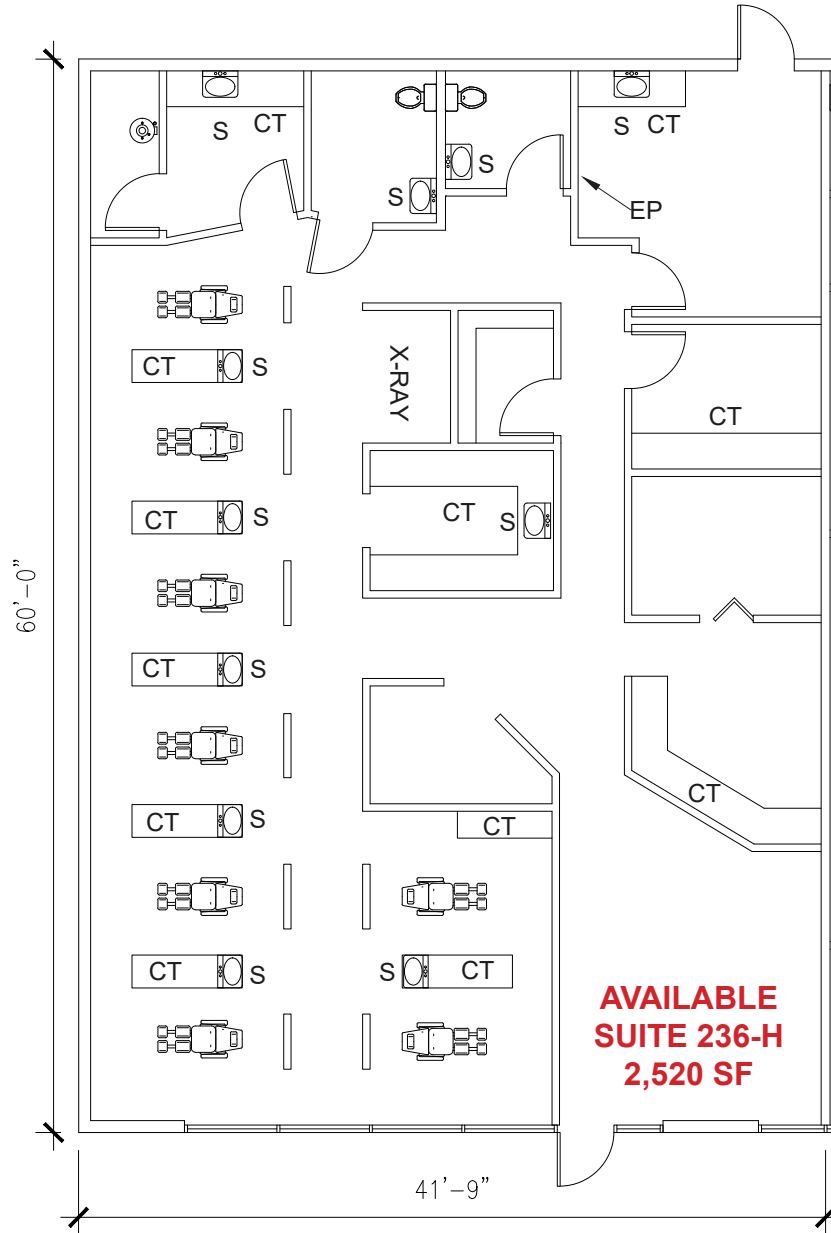 S CT
S
S
S CT
EP
X-RAY
CT S
CT
CT S
CT S
60'-0"
CT S
CT
CT S
CT
CT S
S CT
AVAILABLE
SUITE 236-H
2,520 SF
41'-9"